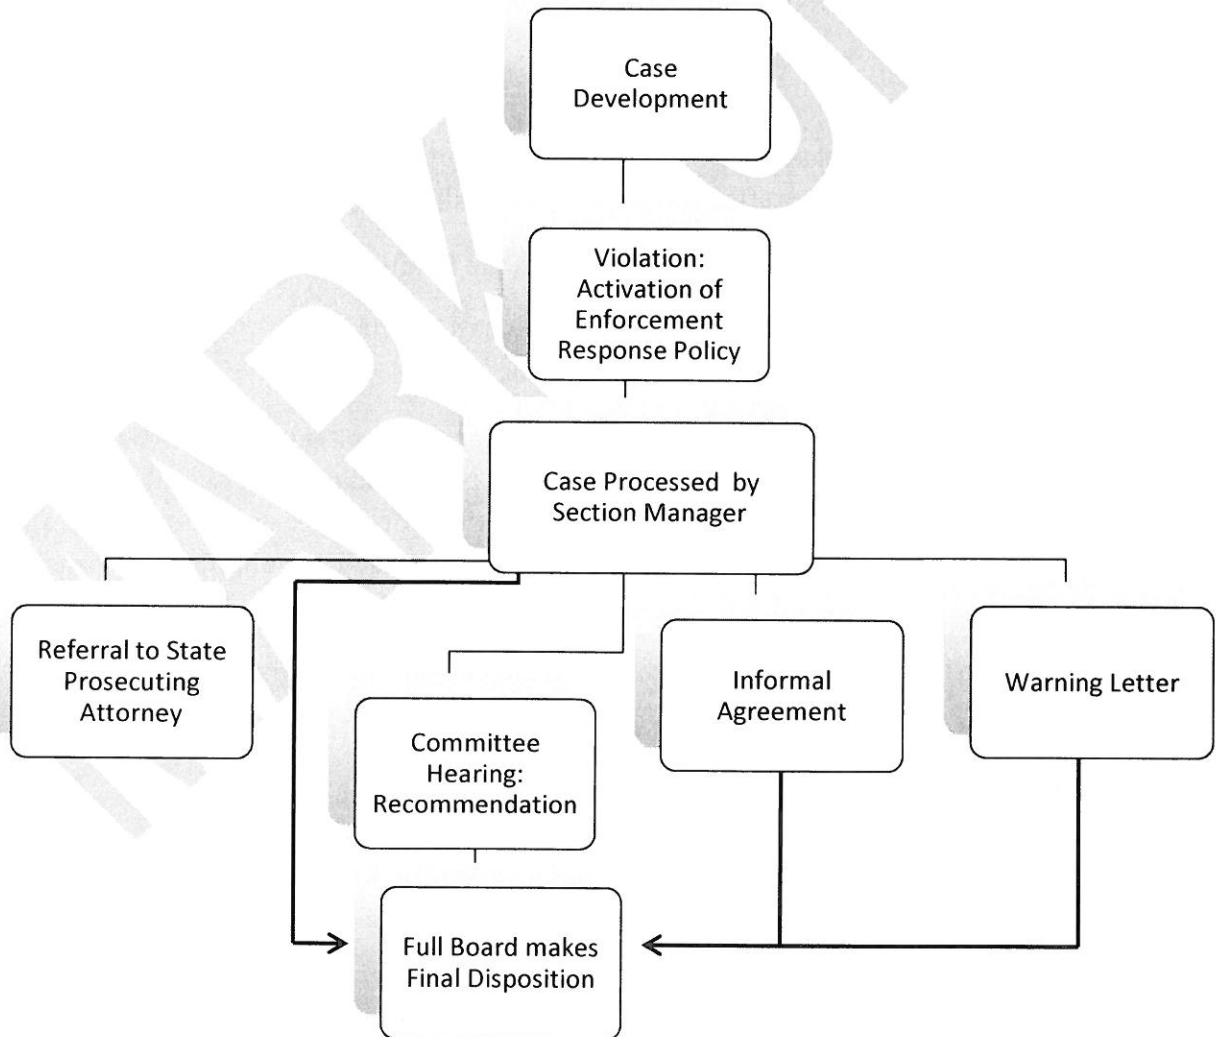 Case
Development
Violation:
Activation of
Enforcement
Response Policy
Case Processed by
Section Manager
Referral to State
Prosecuting
Attorney
Committee
Hearing:
Recommendation
Informal
Agreement
Warning Letter
Full Board makes
Final Disposition